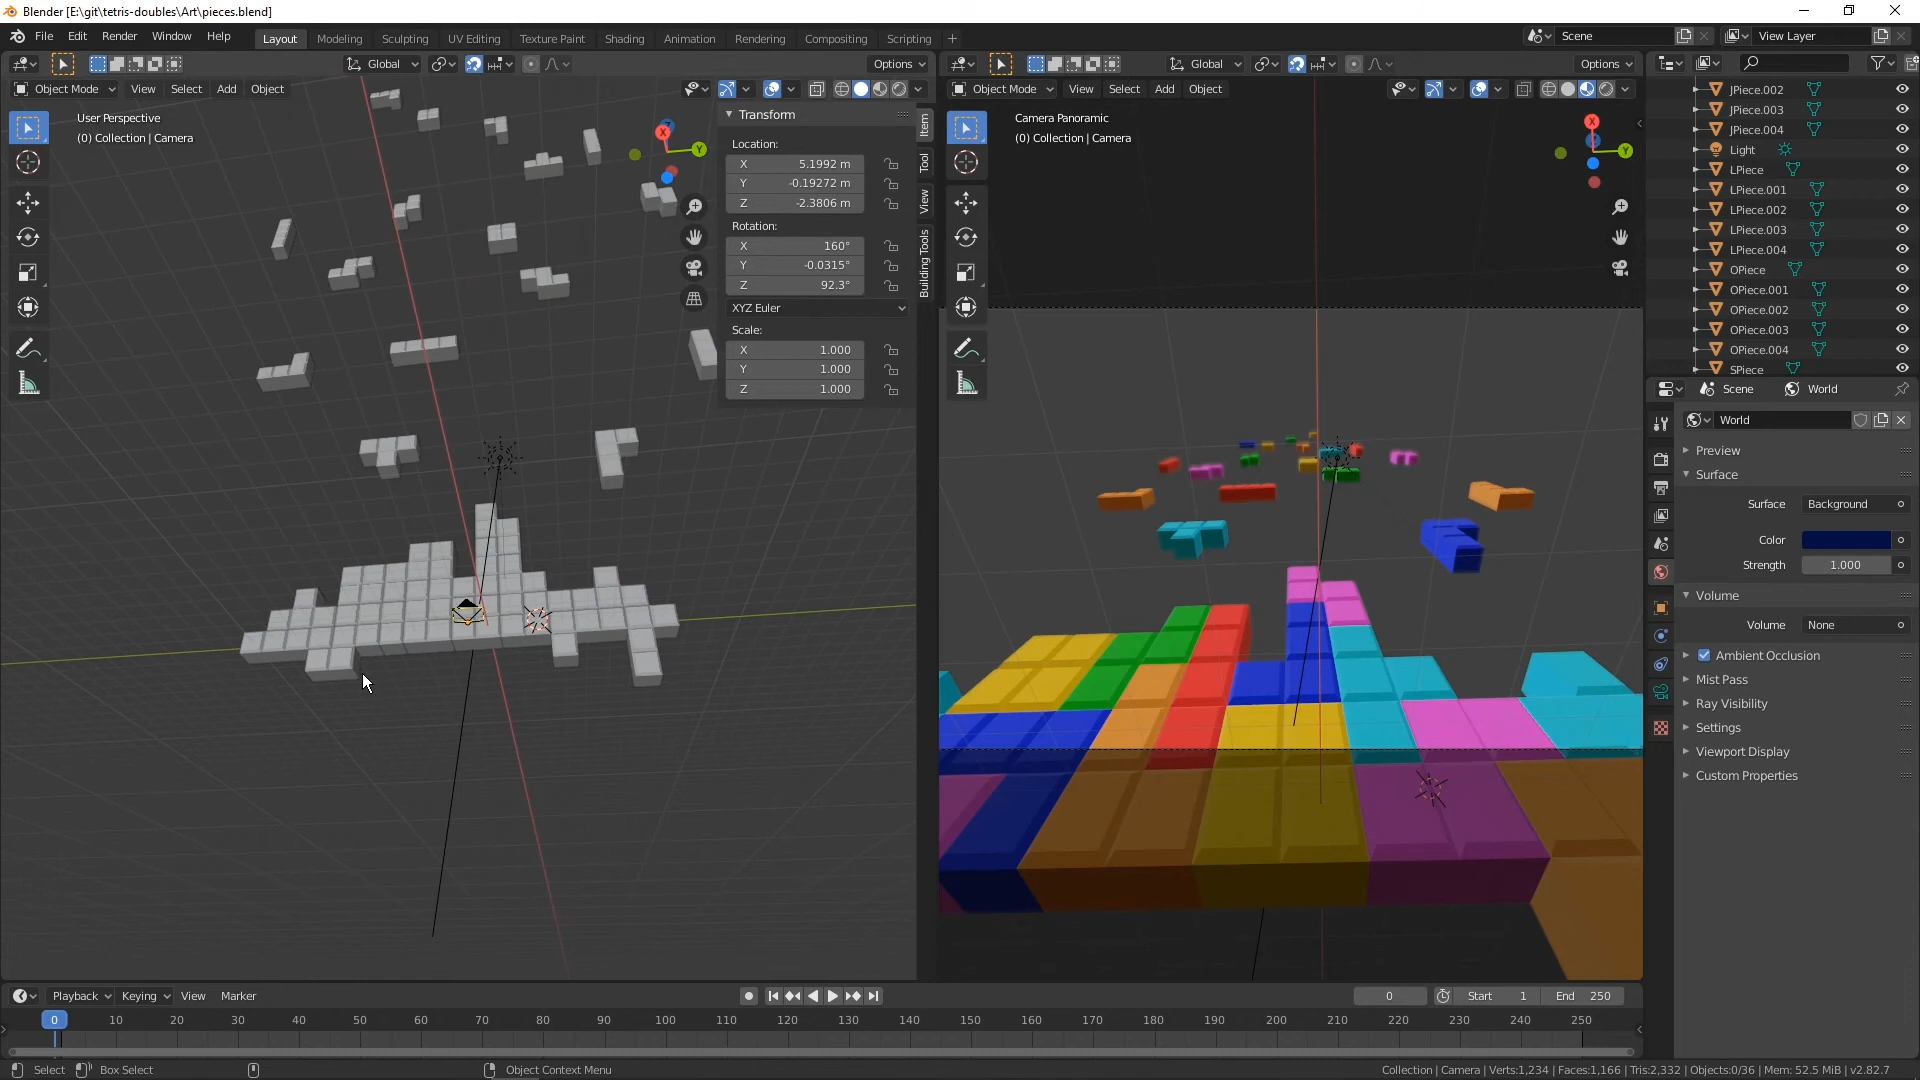 Blender [E:\git\tetris-doubles\Art\pieces.blend]
File Edit Render Window Help
Layout Modeling Sculpting UV Editing Texture Paint Shading Animation Rendering Compositing Scripting +
Scene
View Layer
Global
Options
Global
Options
Object Mode View Select Add Object
Object Mode View Select Add Object
User Perspective
(0) Collection | Camera
Transform
Location:
X 5.1992 m
Y -0.19272 m
Z -2.3806 m
Rotation:
X 160°
Y -0.0315°
Z 92.3°
XYZ Euler
Scale:
X 1.000
Y 1.000
Z 1.000
Item
Tool
View
Building Tools
X
Y
Camera Panoramic
(0) Collection | Camera
X
Y
JPiece.002
JPiece.003
JPiece.004
Light
LPiece
LPiece.001
LPiece.002
LPiece.003
LPiece.004
OPiece
OPiece.001
OPiece.002
OPiece.003
OPiece.004
SPiece
Scene World
World
Preview
Surface
Surface Background
Color
Strength 1.000
Volume
Volume None
Ambient Occlusion
Mist Pass
Ray Visibility
Settings
Viewport Display
Custom Properties
Playback Keying View Marker
0
Start 1
End 250
0 10 20 30 40 50 60 70 80 90 100 110 120 130 140 150 160 170 180 190 200 210 220 230 240 250
Select
Box Select
Object Context Menu
Collection | Camera | Verts:1,234 | Faces:1,166 | Tris:2,332 | Objects:0/36 | Mem: 52.5 MiB | v2.82.7